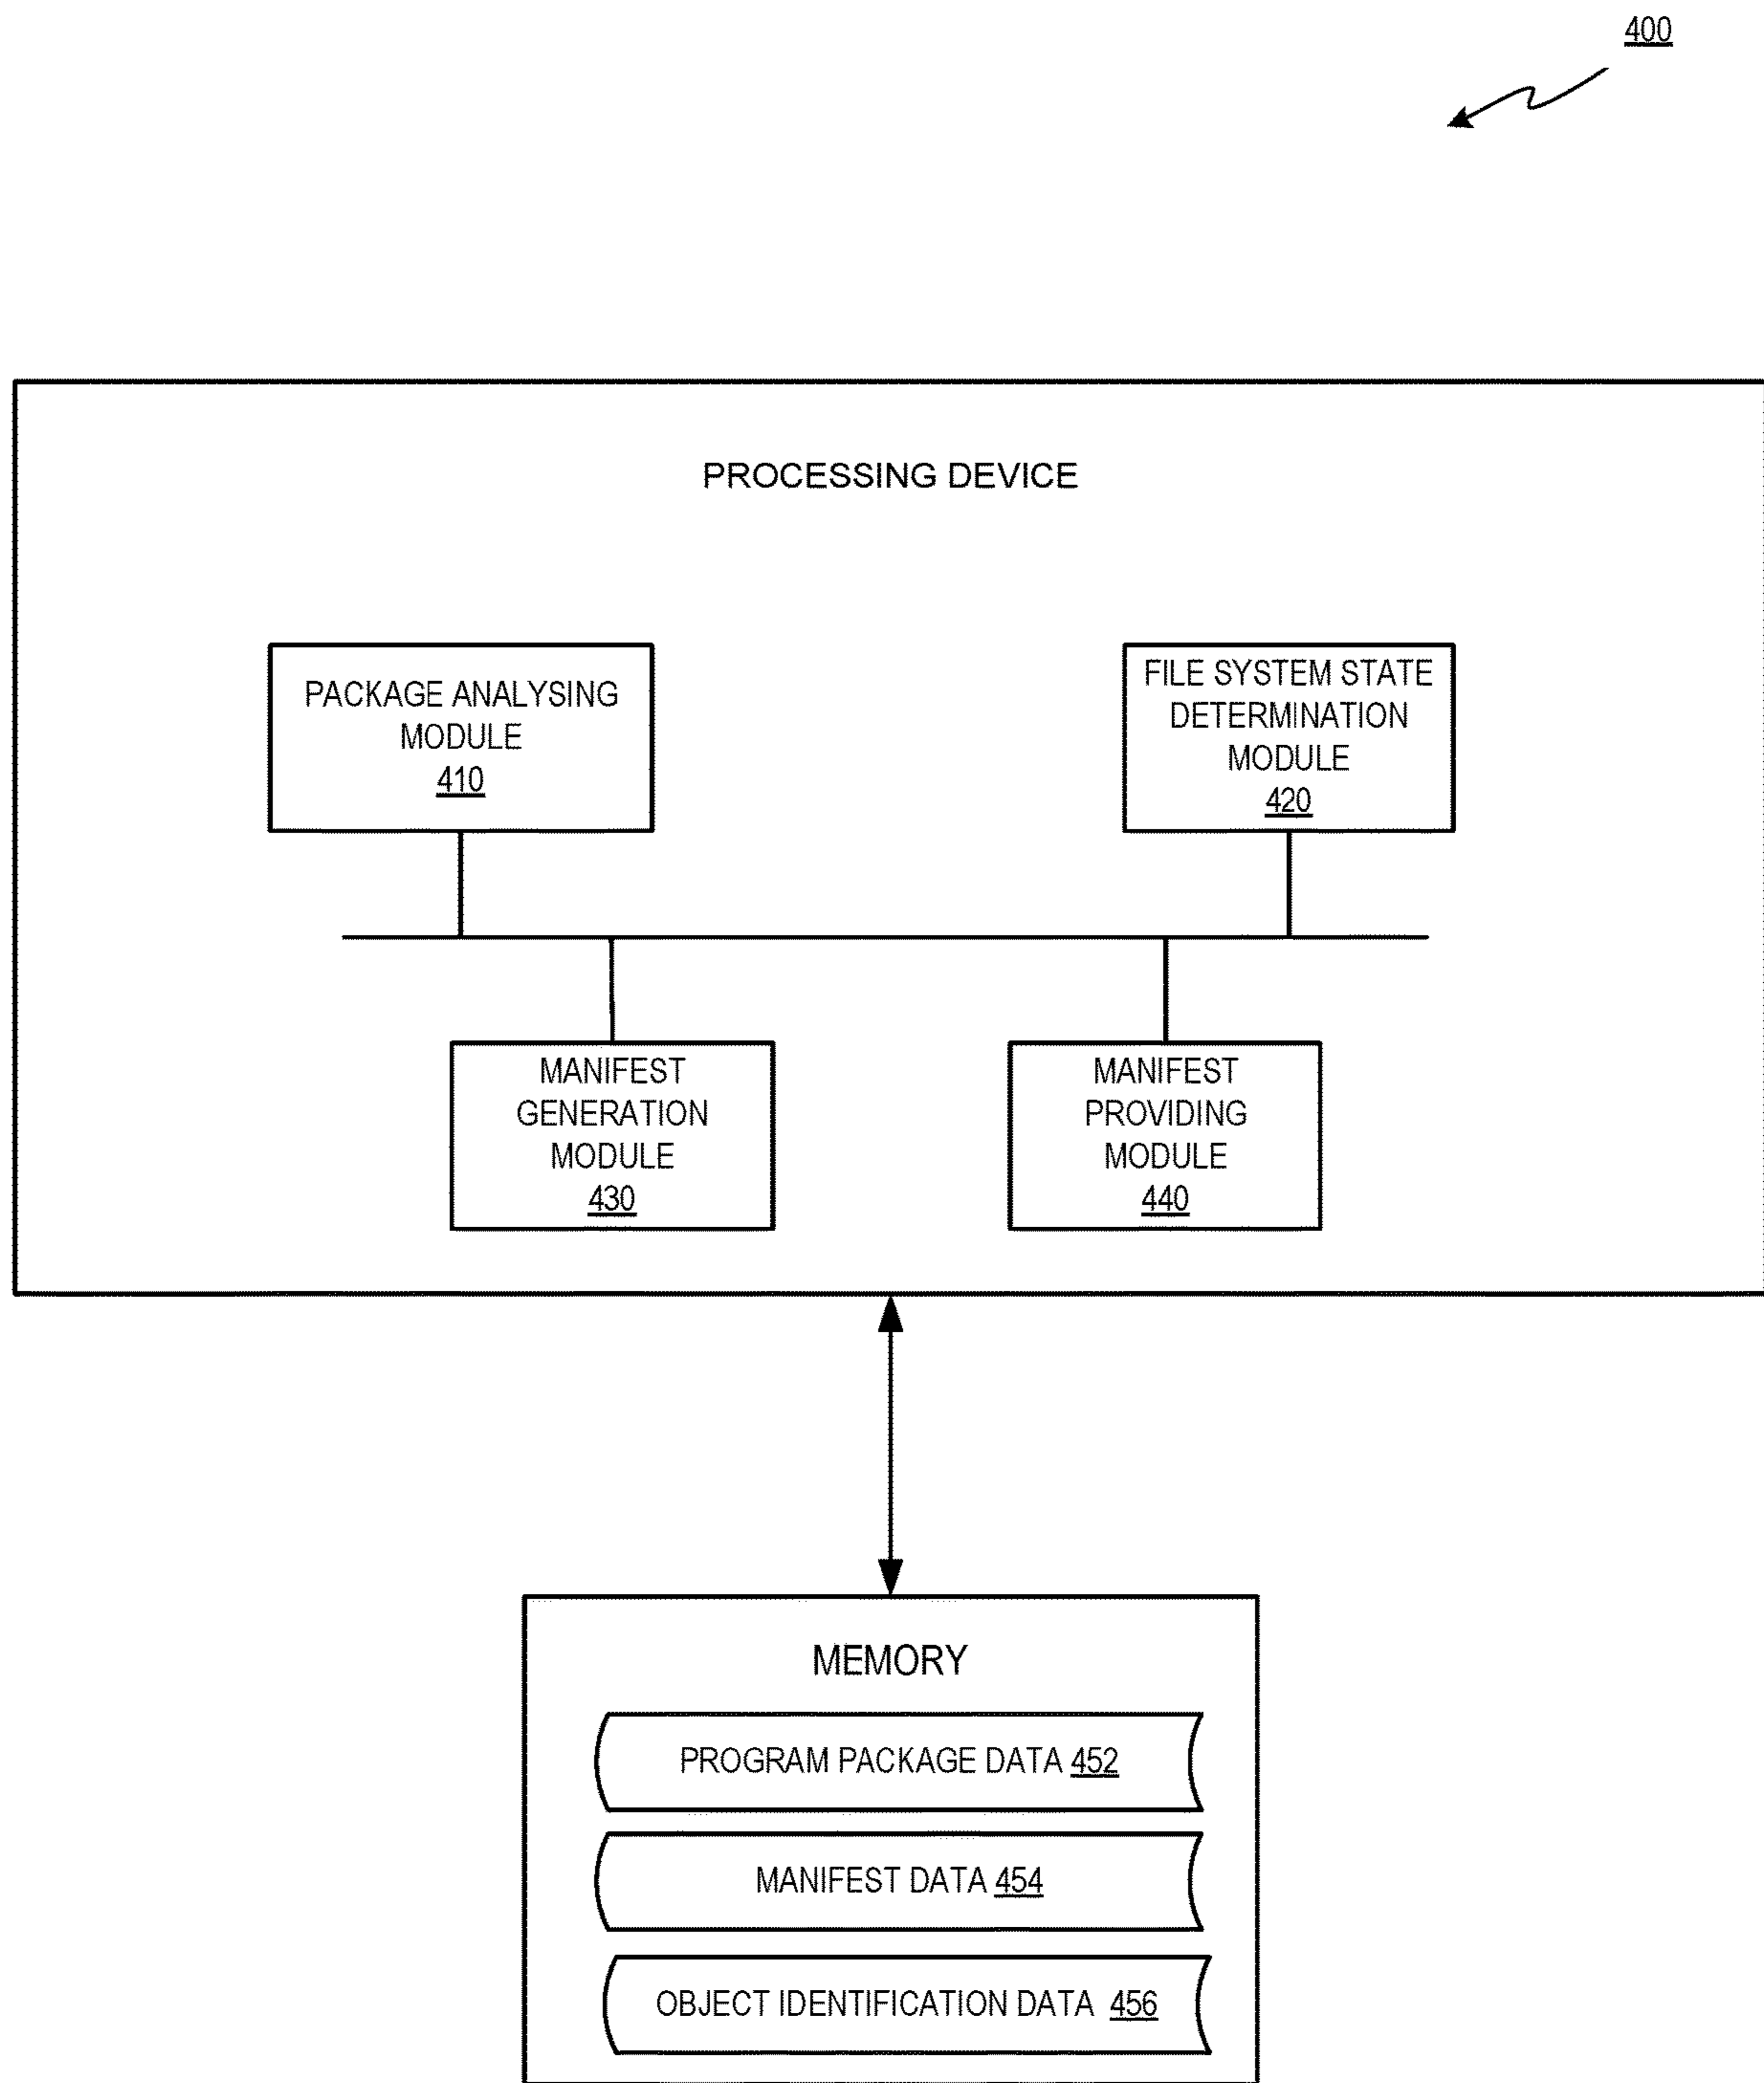 400
PROCESSING DEVICE
PACKAGE ANALYSING
MODULE
410
FILE SYSTEM STATE
DETERMINATION
MODULE
420
MANIFEST
GENERATION
MODULE
430
MANIFEST
PROVIDING
MODULE
440
MEMORY
PROGRAM PACKAGE DATA 452
MANIFEST DATA 454
OBJECT IDENTIFICATION DATA 456